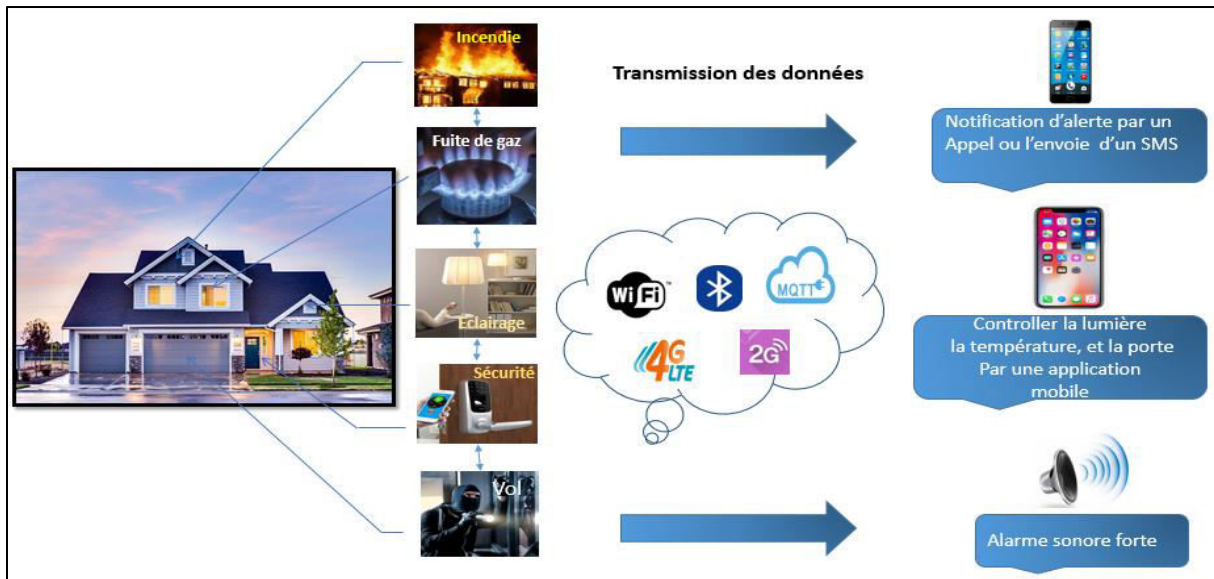 Incendie
Fuite de gaz
Eclairage
Sécurité
Vol
Transmission des données
WiFi
MQTT
4G
LTE
2G
Notification d'alerte par un
Appel ou l'envoie d'un SMS
Controller la lumière
la température, et la porte
Par une application
mobile
Alarme sonore forte